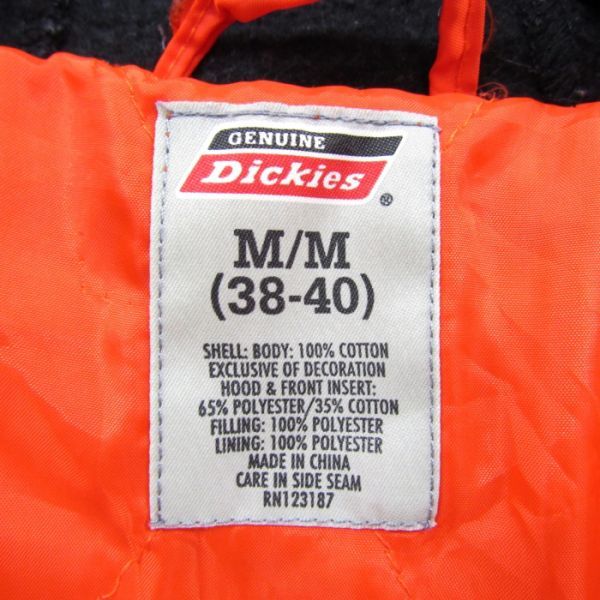 GENUINE
Dickies ®
M/M
(38-40)
SHELL: BODY: 100% COTTON
EXCLUSIVE OF DECORATION
HOOD & FRONT INSERT:
65% POLYESTER/35% COTTON
FILLING: 100% POLYESTER
LINING: 100% POLYESTER
MADE IN CHINA
CARE IN SIDE SEAM
RN123187